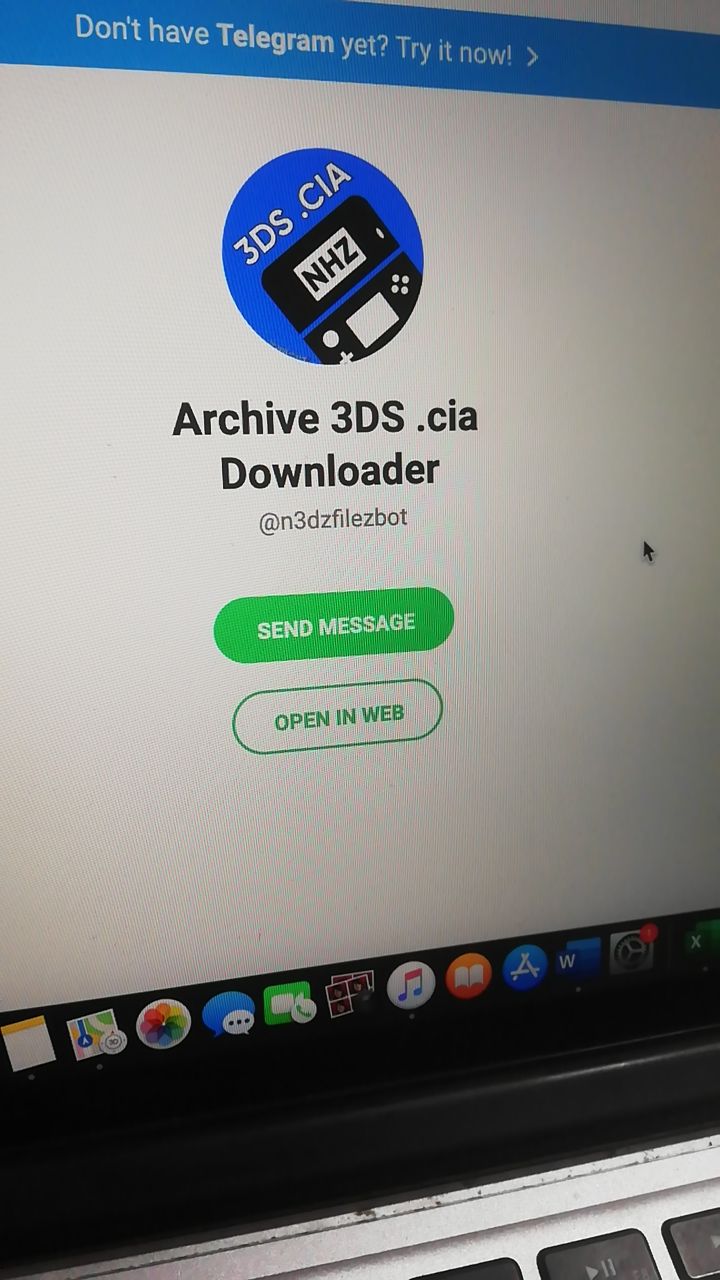 Don't have Telegram yet? Try it now!
3DS .CIA
NHZ
Archive 3DS .cia
Downloader
@n3dzfilezbot
SEND MESSAGE
OPEN IN WEB
3D
W
X